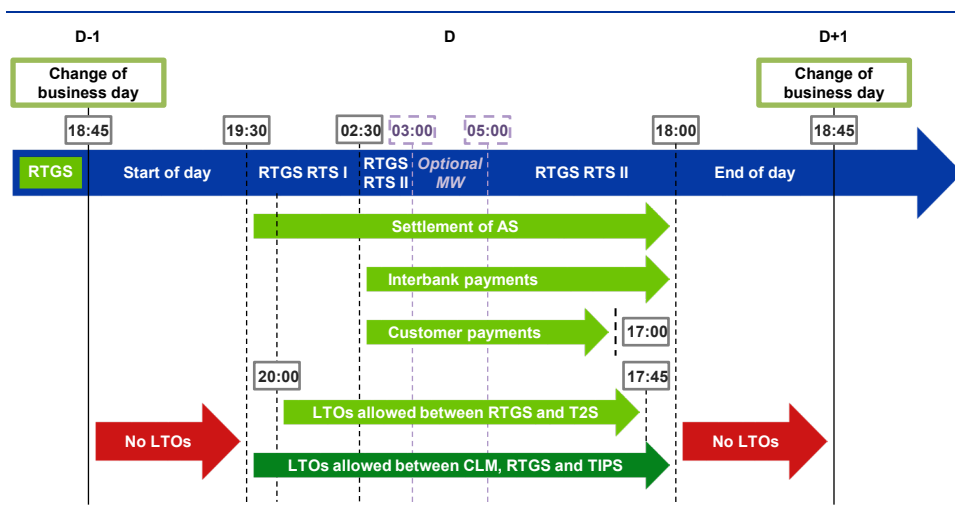 D-1
D
D+1
Change of
business day
Change of
business day
18:45
19:30
02:30
03:00
05:00
18:00
18:45
RTGS
Start of day
RTGS RTS I
RTGS
RTS II
Optional
MW
RTGS RTS II
End of day
Settlement of AS
Interbank payments
Customer payments
17:00
20:00
17:45
LTOs allowed between RTGS and T2S
No LTOs
No LTOs
LTOs allowed between CLM, RTGS and TIPS